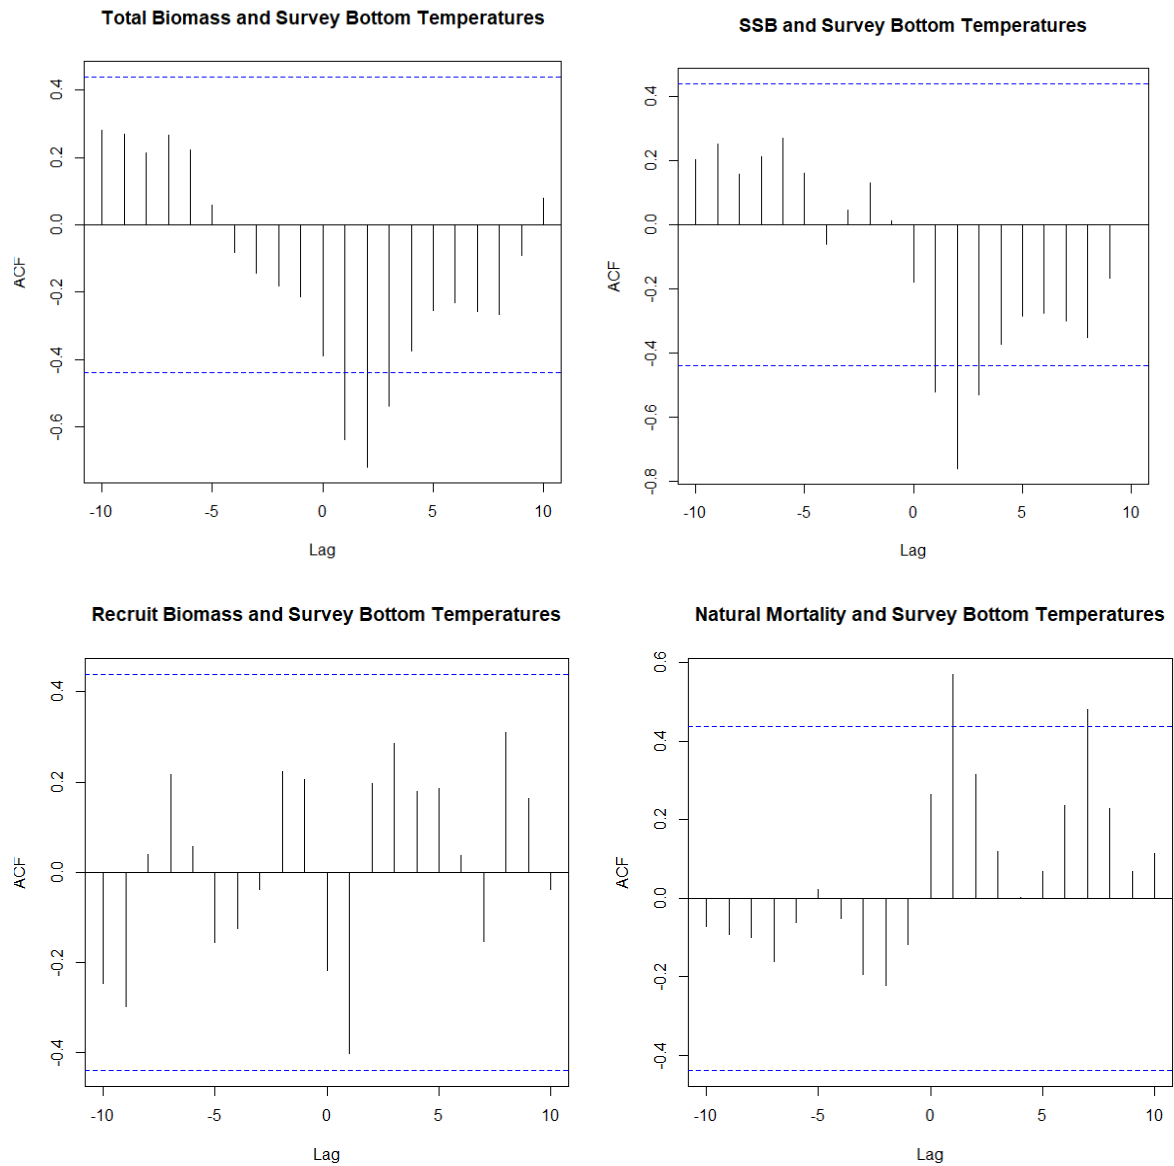 Total Biomass and Survey Bottom Temperatures
ACF
0.4
0.2
0.0
-0.2
-0.4
-0.6
-10 -5 0 5 10
Lag
SSB and Survey Bottom Temperatures
ACF
0.4
0.2
0.0
-0.2
-0.4
-0.6
-0.8
-10 -5 0 5 10
Lag
Recruit Biomass and Survey Bottom Temperatures
ACF
0.4
0.2
0.0
-0.2
-0.4
-10 -5 0 5 10
Lag
Natural Mortality and Survey Bottom Temperatures
ACF
0.6
0.4
0.2
0.0
-0.2
-0.4
-10 -5 0 5 10
Lag